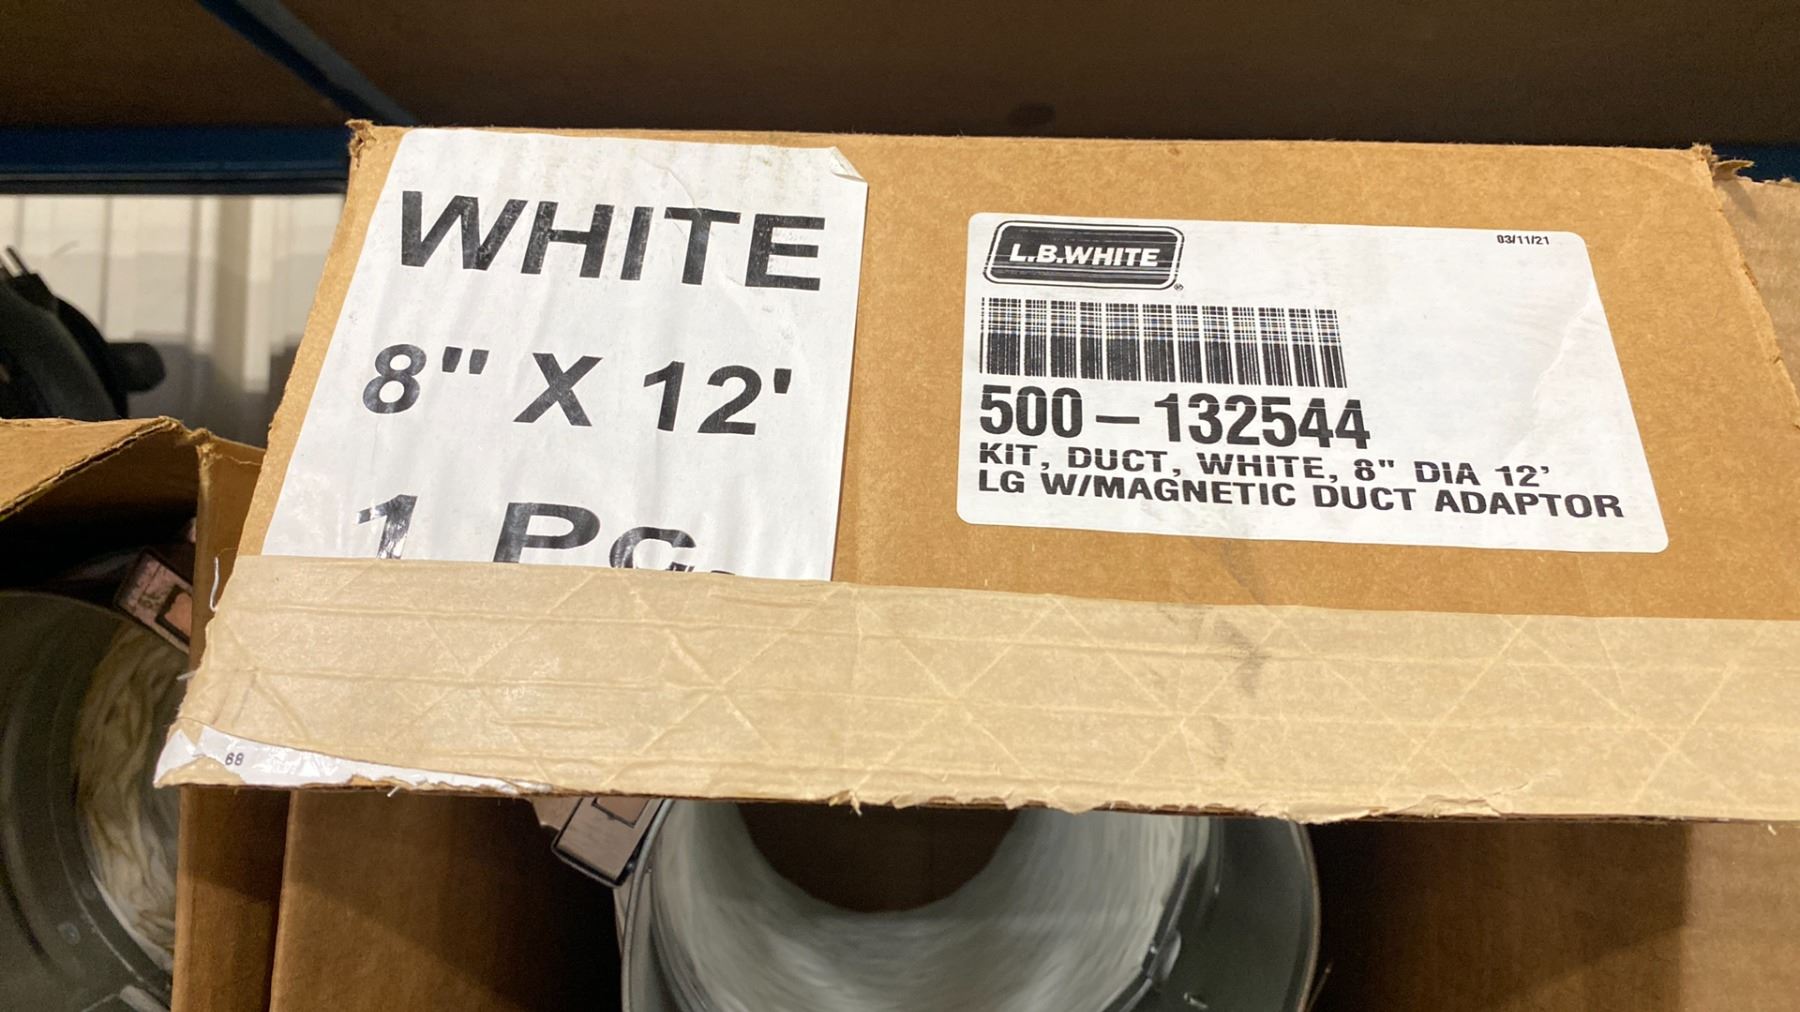 WHITE
8" X 12'
1 Pc.
L.B.WHITE
®
03/11/21
500-132544
KIT, DUCT, WHITE, 8" DIA 12'
LG W/MAGNETIC DUCT ADAPTOR
68